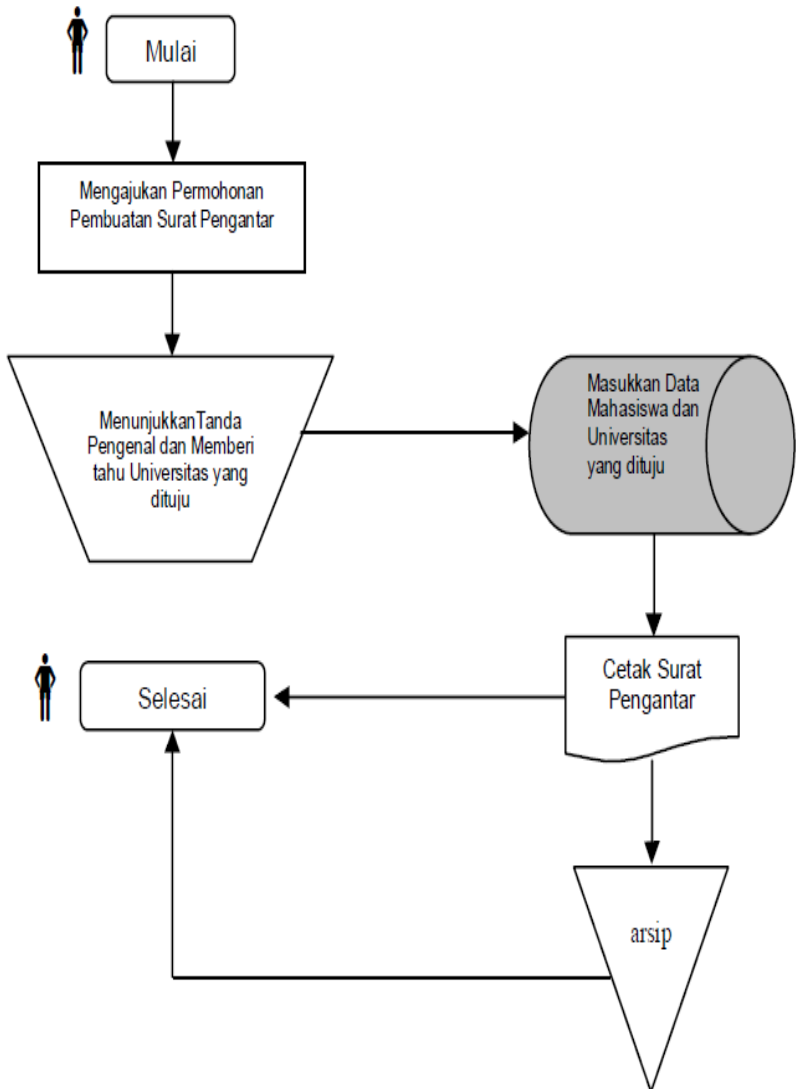 Mulai
Mengajukan Permohonan
Pembuatan Surat Pengantar
MenunjukkanTanda
Pengenal dan Memberi
tahu Universitas yang
dituju
Masukkan Data
Mahasiswa dan
Universitas
yang dituju
Cetak Surat
Pengantar
Selesai
arsip